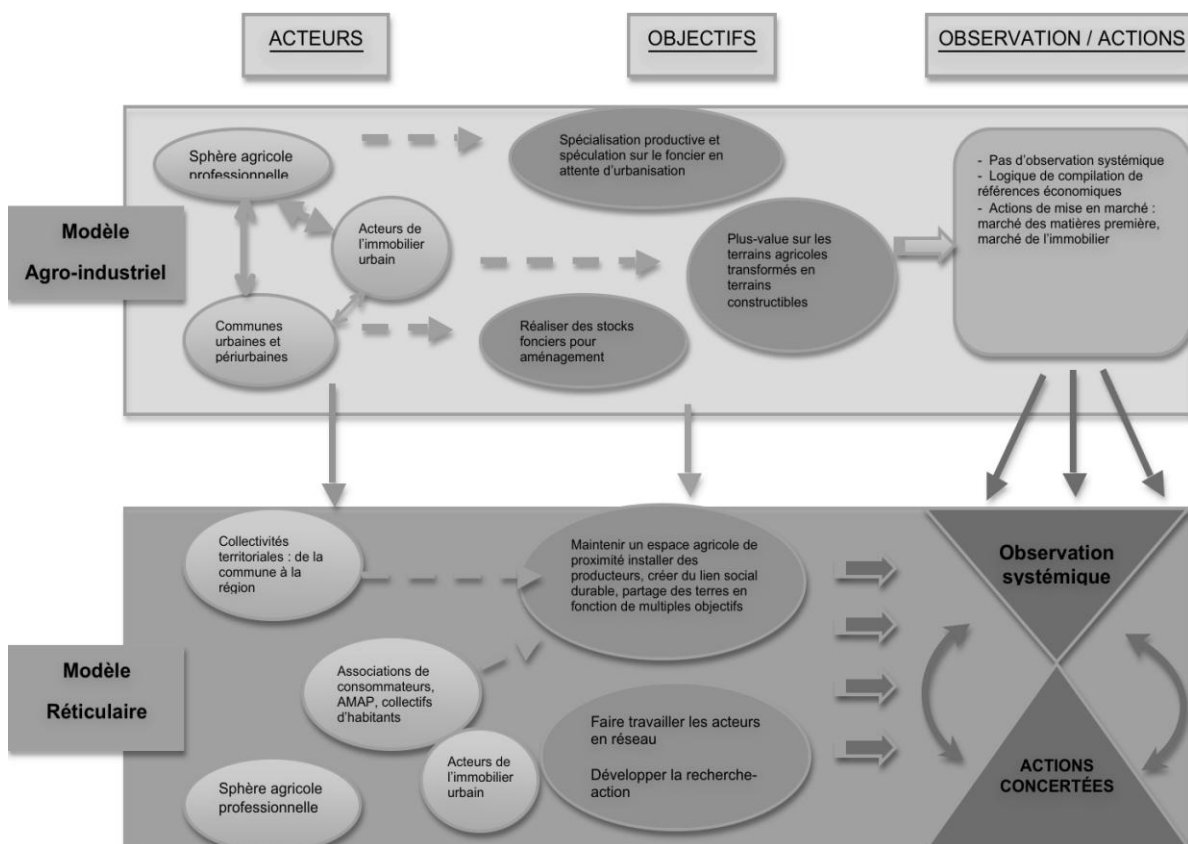 ACTEURS
OBJECTIFS
OBSERVATION / ACTIONS
Modèle
Agro-industriel
Sphère agricole
professionnelle
Acteurs de
l'immobilier
urbain
Communes
urbaines et
périurbaines
Spécialisation productive et
spéculation sur le foncier en
attente d'urbanisation
Plus-value sur les
terrains agricoles
transformés en
terrains
constructibles
Réaliser des stocks
fonciers pour
aménagement
- Pas d'observation systémique
- Logique de compilation de
références économiques
- Actions de mise en marché :
marché des matières première,
marché de l'immobilier
Modèle
Réticulaire
Collectivités
territoriales : de la
commune à la
région
Associations de
consommateurs,
AMAP, collectifs
d'habitants
Acteurs de
l'immobilier
urbain
Sphère agricole
professionnelle
Maintenir un espace agricole de
proximité installer des
producteurs, créer du lien social
durable, partage des terres en
fonction de multiples objectifs
Faire travailler les acteurs
en réseau
Développer la recherche-
action
Observation
systémique
ACTIONS
CONCERTÉES